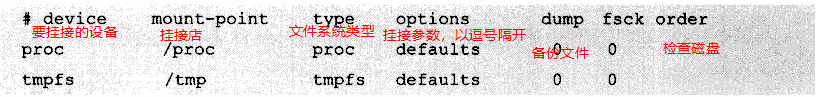 # device mount-point type options dump fsck order
要挂接的设备 挂接店 文件系统类型 挂接参数，以逗号隔开 备份文件 检查磁盘
proc /proc proc defaults 0 0
tmpfs /tmp tmpfs defaults 0 0